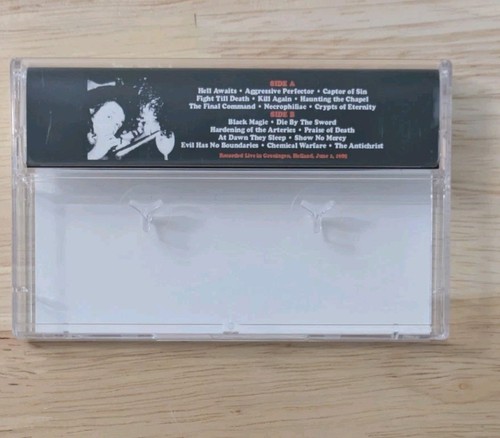 SIDE A
Hell Awaits • Aggressive Perfector • Captor of Sin
Fight Till Death • Kill Again • Haunting the Chapel
The Final Command • Necrophiliac • Crypts of Eternity
SIDE B
Black Magic • Die By The Sword
Hardening of the Arteries • Praise of Death
At Dawn They Sleep • Show No Mercy
Evil Has No Boundaries • Chemical Warfare • The Antichrist
Recorded Live in Holland, June